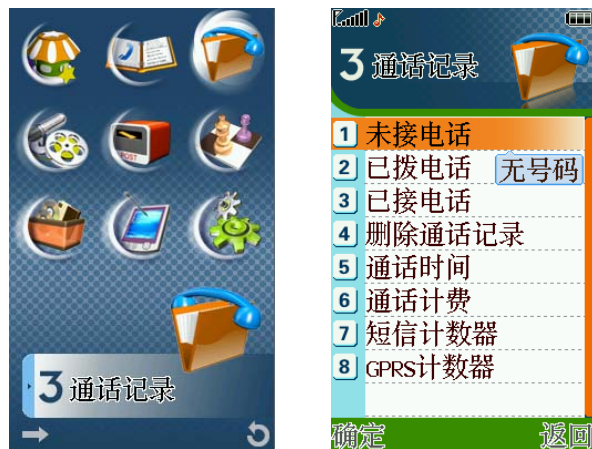 POST
3 通话记录
3 通话记录
1 未接电话
2 已拨电话
无号码
3 已接电话
4 删除通话记录
5 通话时间
6 通话计费
7 短信计数器
8 GPRS计数器
确定 返回